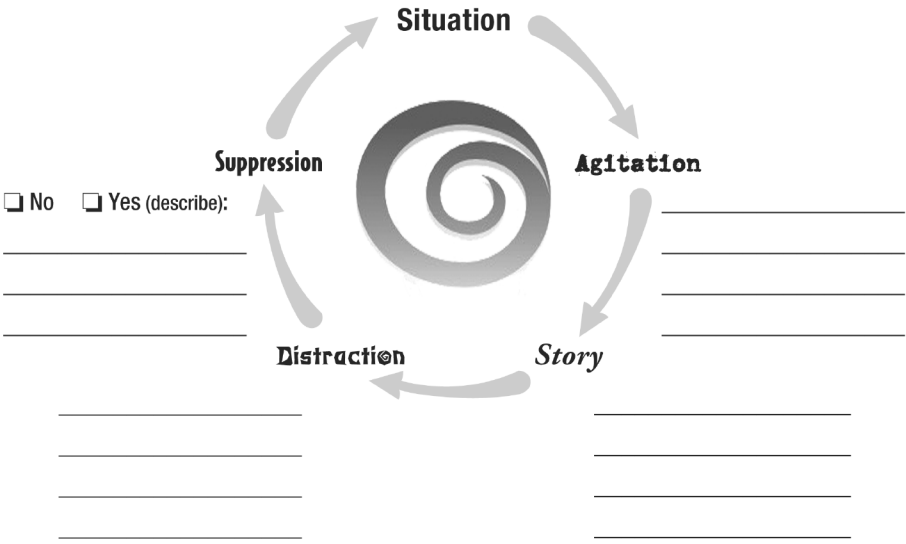 Situation
Suppression
Agitation
❏ No ❏ Yes (describe):
Distraction
Story